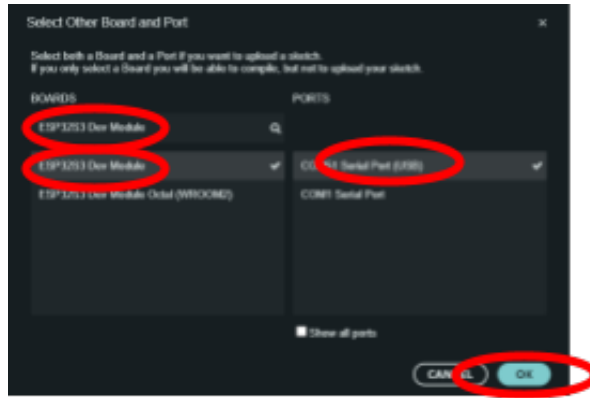 Select Other Board and Port
Select both a Board and a Port if you want to upload a sketch.
If you only select a Board you will be able to compile, but not to upload your sketch.
BOARDS
PORTS
ESP32S3 Dev Module
ESP32S3 Dev Module
Serial Port (USB)
ESP32S3 Dev Module Octal (WROOM2)
COM1 Serial Port
Show all ports
CANCEL
OK